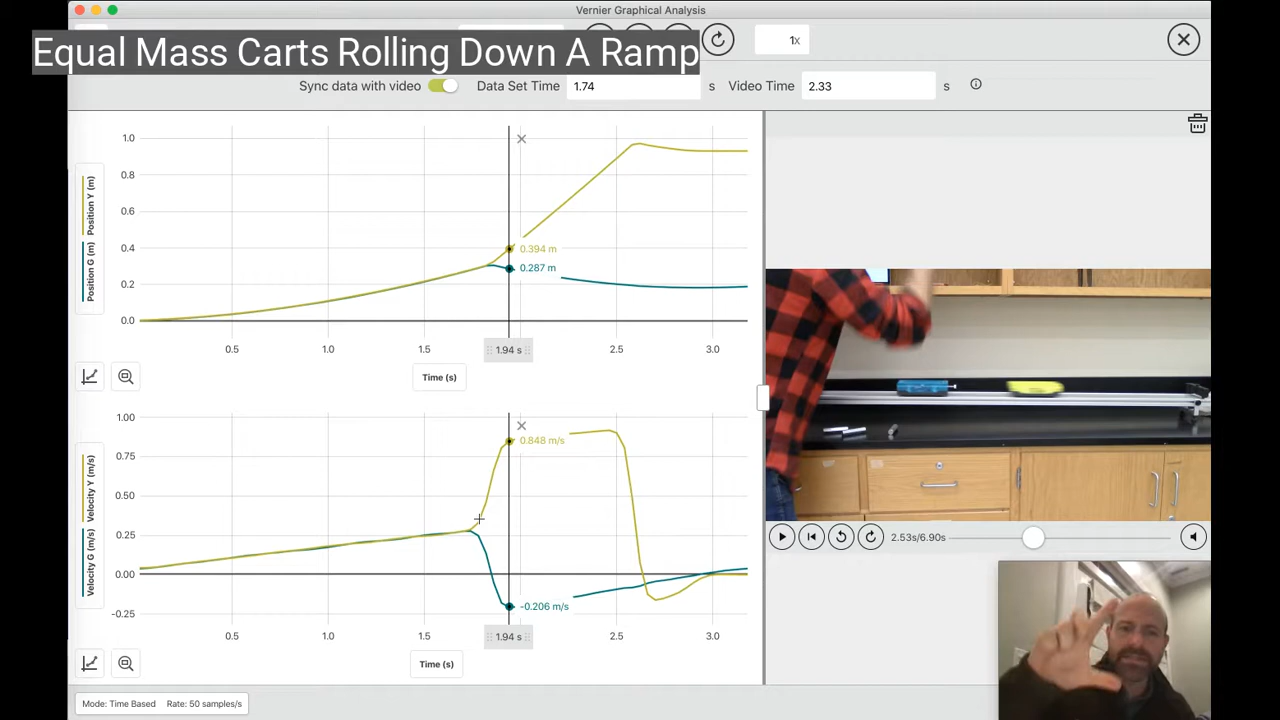 Vernier Graphical Analysis
Equal Mass Carts Rolling Down A Ramp
1x
Sync data with video
Data Set Time
1.74
s
Video Time
2.33
s
Position Y (m)
Position G (m)
1.0
0.8
0.6
0.4
0.2
0.0
0.394 m
0.287 m
0.5
1.0
1.5
1.94 s
2.5
3.0
Time (s)
Velocity Y (m/s)
Velocity G (m/s)
1.00
0.75
0.50
0.25
0.00
-0.25
0.848 m/s
-0.206 m/s
0.5
1.0
1.5
1.94 s
2.5
3.0
Time (s)
2.53s/6.90s
Mode: Time Based Rate: 50 samples/s